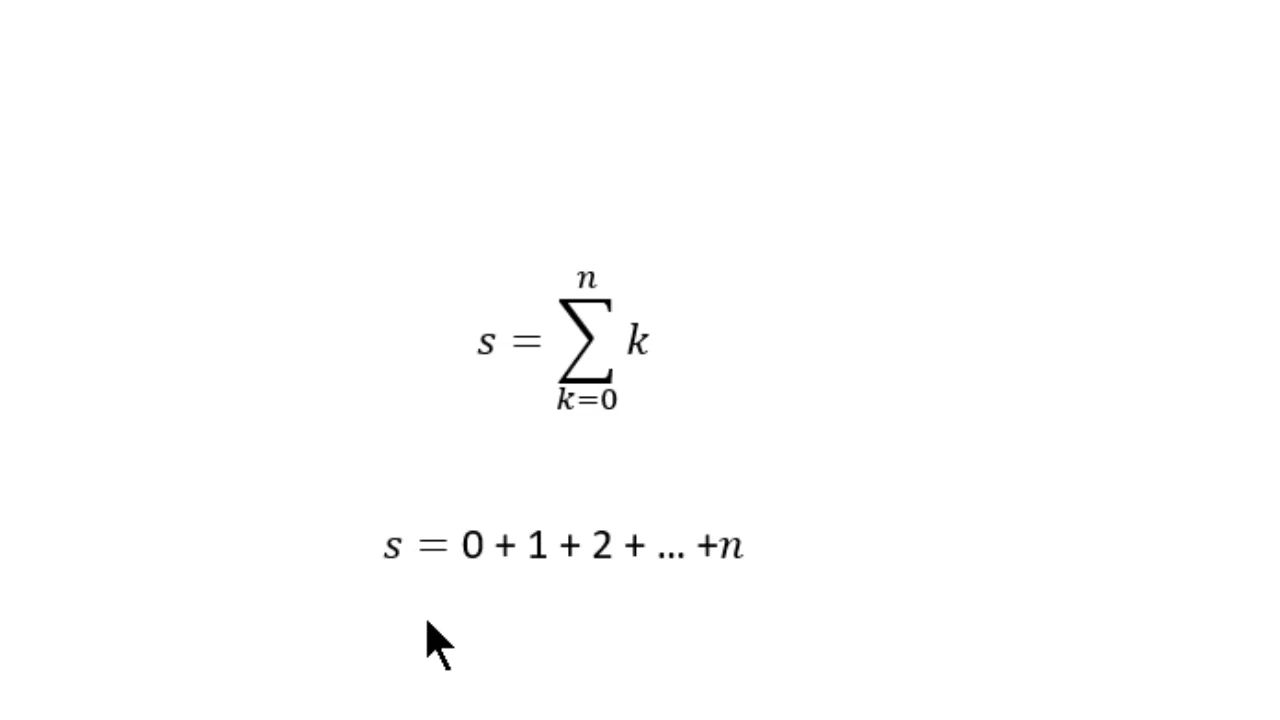 s = ∑_{k=0}^{n} k
s = 0 + 1 + 2 + ... +n